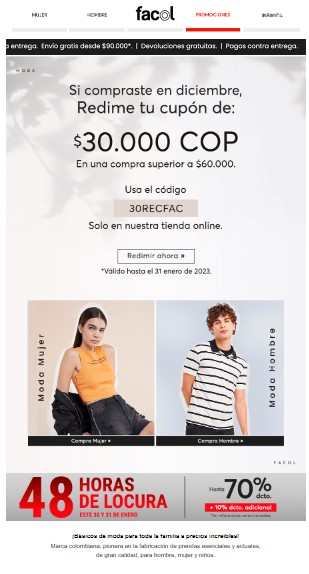 MUJER
HOMBRE
facol
PROMOCIONES
INFANTIL
o entrega. Envío gratis desde $90.000*. | Devoluciones gratuitas. | Pagos contra entrega.
MODA
Si compraste en diciembre,
Redime tu cupón de:
$30.000 COP
En una compra superior a $60.000.
Usa el código
30RECFAC
Solo en nuestra tienda online.
Redimir ahora »
*Válido hasta el 31 enero de 2023.
Moda Mujer
Moda Hombre
Compra Mujer »
Compra Hombre »
FACOL
48 HORAS
DE LOCURA
ESTE 30 Y 31 DE ENERO
Hasta 70% dcto.
+ 10% dcto. adicional
¡Básicos de moda para toda la familia a precios increíbles!
Marca colombiana, pionera en la fabricación de prendas esenciales y actuales,
de gran calidad, para hombre, mujer y niños.